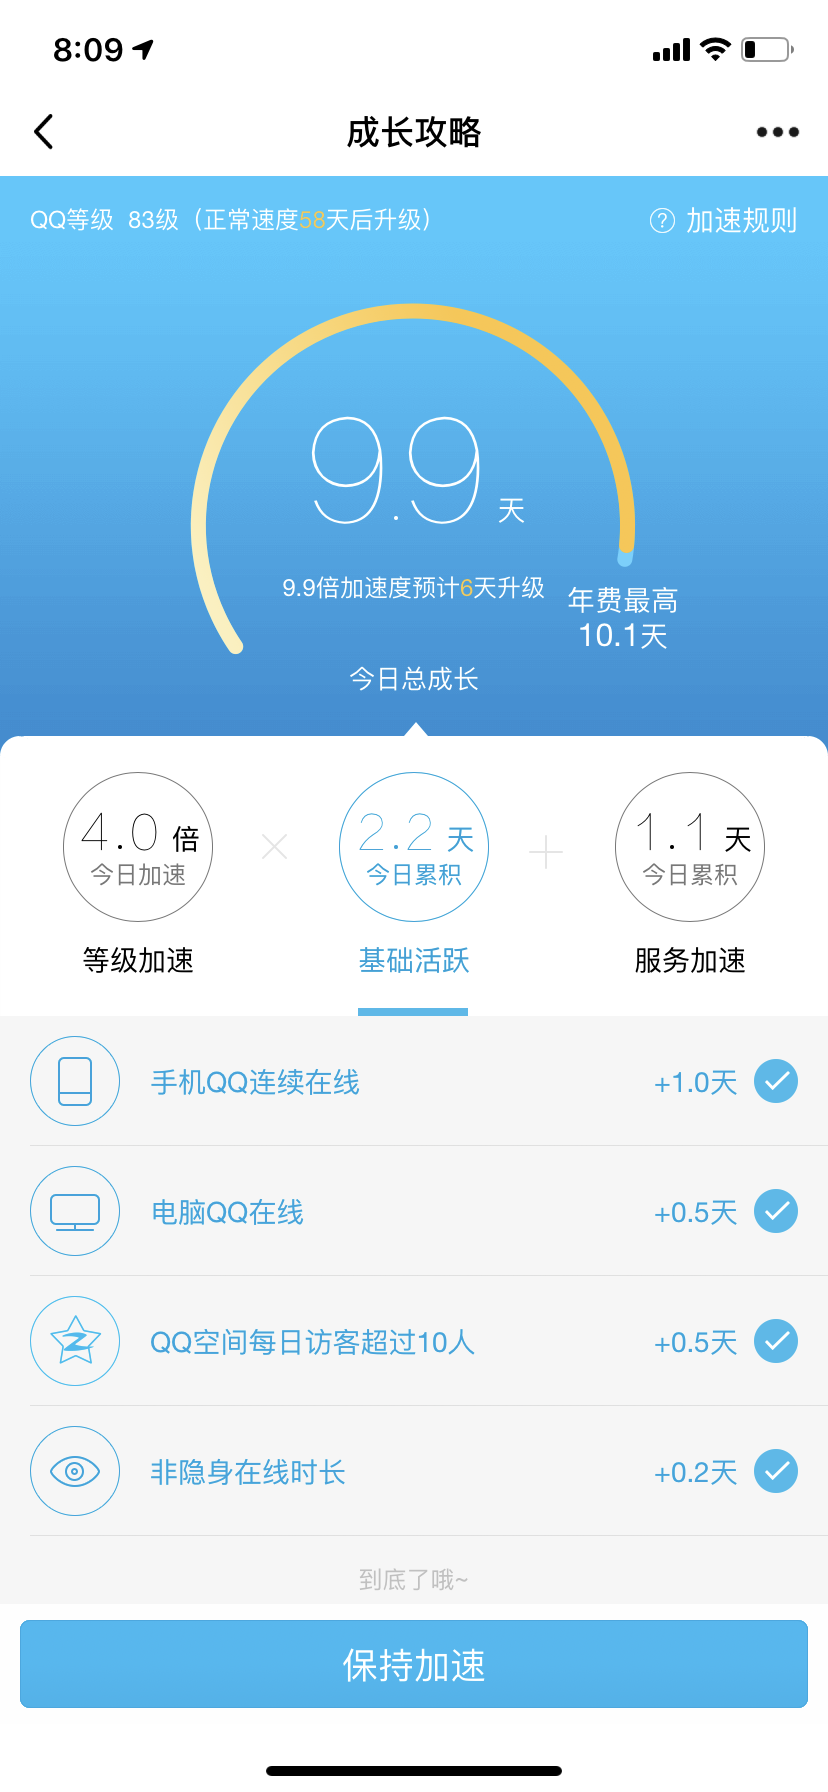 8:09
成长攻略
QQ等级 83级（正常速度58天后升级）
? 加速规则
9.9 天
9.9倍加速度预计6天升级
年费最高
10.1天
今日总成长
4.0 倍 × 2.2 天 + 1.1 天
今日加速 今日累积 今日累积
等级加速 基础活跃 服务加速
手机QQ连续在线 +1.0天
电脑QQ在线 +0.5天
QQ空间每日访客超过10人 +0.5天
非隐身在线时长 +0.2天
到底了哦~
保持加速